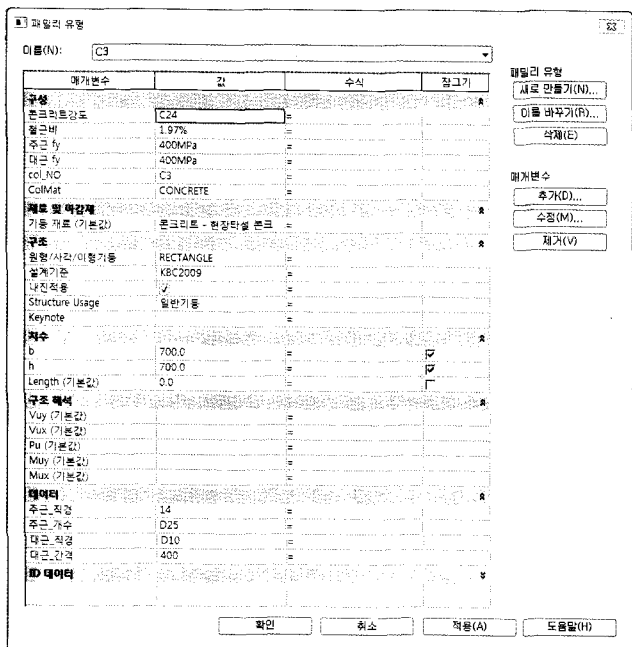 패밀리 유형
이름(N): C3
매개변수 값 수식 잠그기
구성
콘크리트강도 C24 =
철근비 1.97% =
주근 fy 400MPa =
대근 fy 400MPa =
col_NO C3 =
ColMat CONCRETE =
재료 및 마감재
기둥 재료 (기본값) 콘크리트 - 현장타설 콘크 =
구조
원형/사각/이형기둥 RECTANGLE =
설계기준 KBC2009 =
내진적용 =
Structure Usage 일반기둥 =
Keynote =
치수
b 700.0 =
h 700.0 =
Length (기본값) 0.0 =
구조 해석
Vuy (기본값) =
Vux (기본값) =
Pu (기본값) =
Muy (기본값) =
Mux (기본값) =
데이터
주근_직경 14 =
주근_개수 D25 =
대근_직경 D10 =
대근_간격 400 =
ID 데이터
패밀리 유형
새로 만들기(N)...
이름 바꾸기(R)...
삭제(E)
매개변수
추가(D)...
수정(M)...
제거(V)
확인 취소 적용(A) 도움말(H)